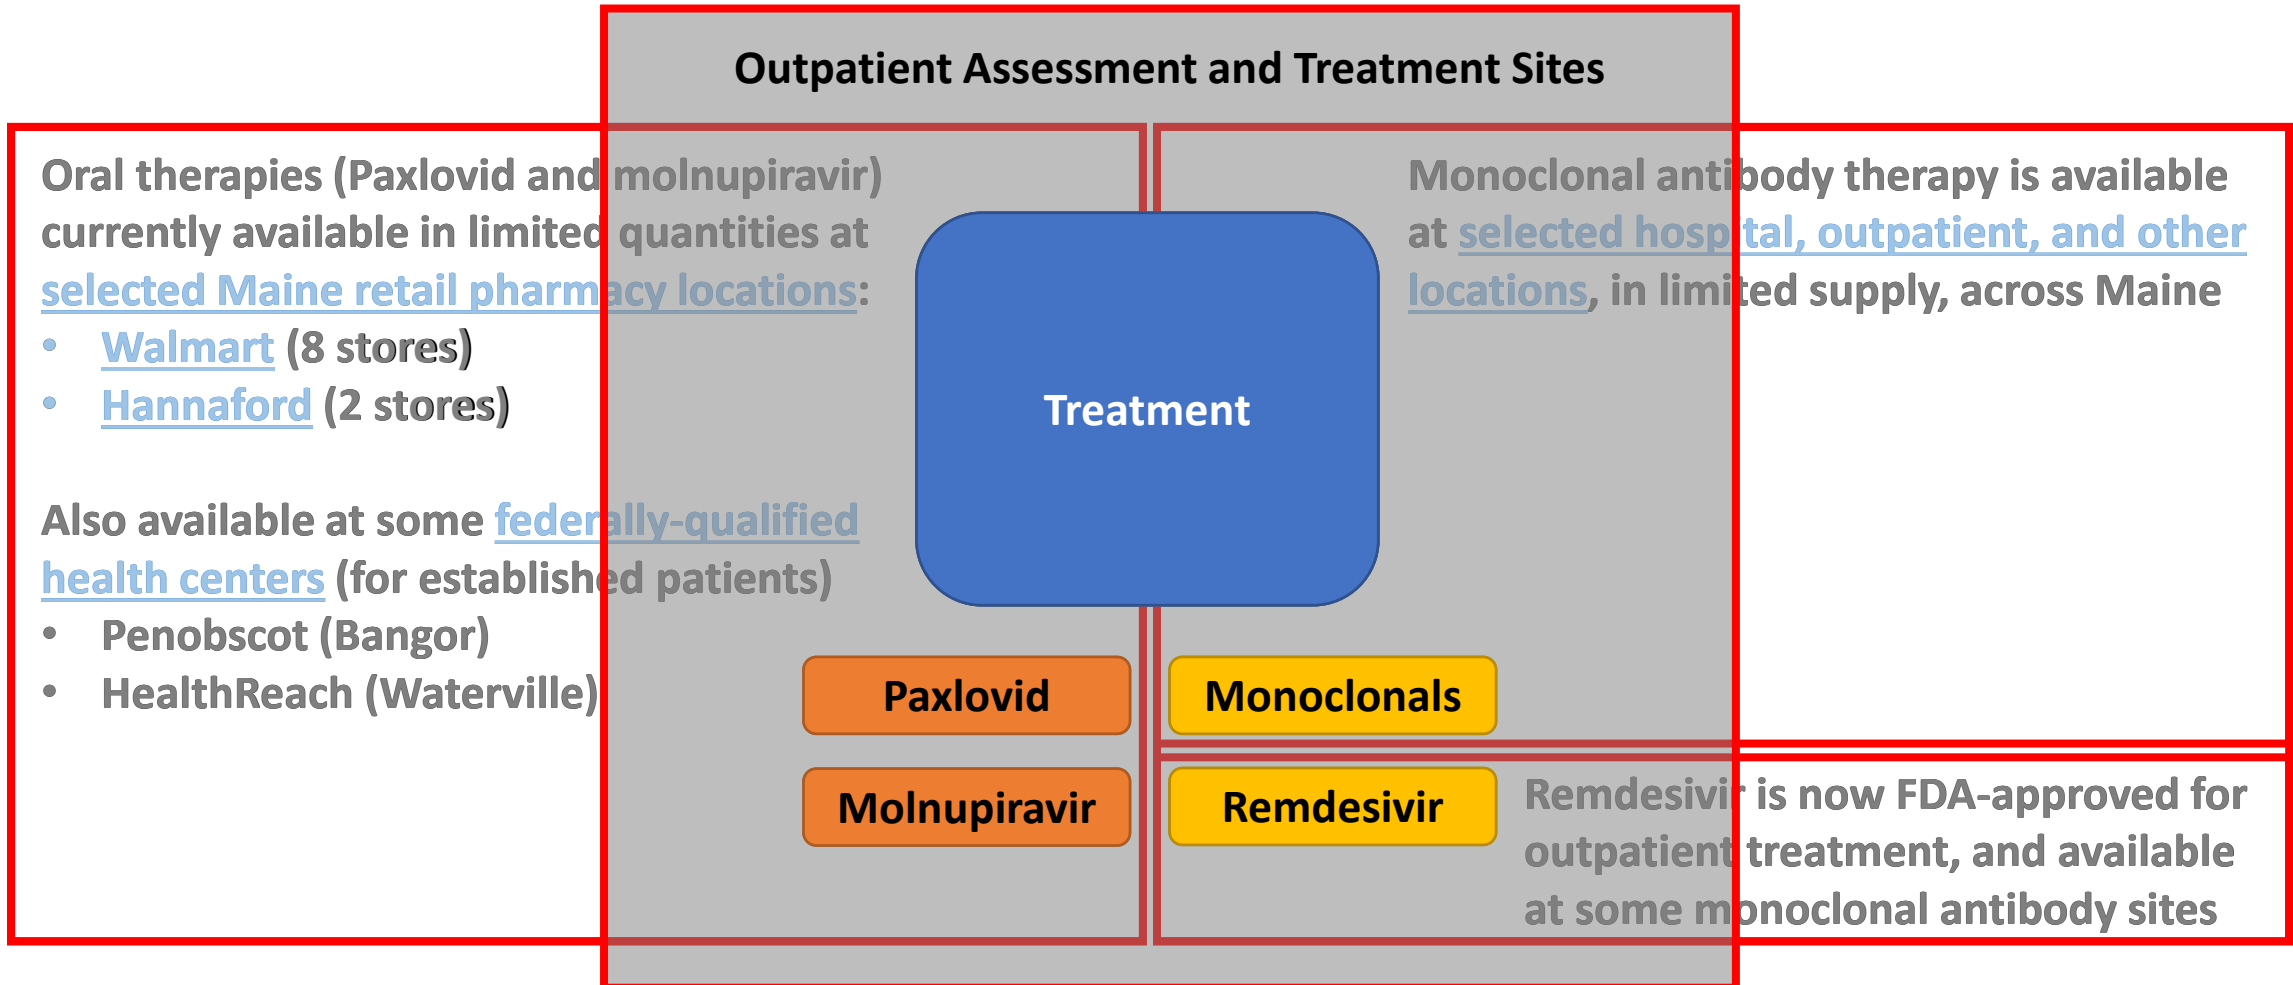 Outpatient Assessment and Treatment Sites
Oral therapies (Paxlovid and molnupiravir)
currently available in limited quantities at
selected Maine retail pharmacy locations:
• Walmart (8 stores)
• Hannaford (2 stores)
Also available at some federally-qualified
health centers (for established patients)
• Penobscot (Bangor)
• HealthReach (Waterville)
Treatment
Monoclonal antibody therapy is available
at selected hospital, outpatient, and other
locations, in limited supply, across Maine
Paxlovid
Monoclonals
Molnupiravir
Remdesivir
Remdesivir is now FDA-approved for
outpatient treatment, and available
at some monoclonal antibody sites